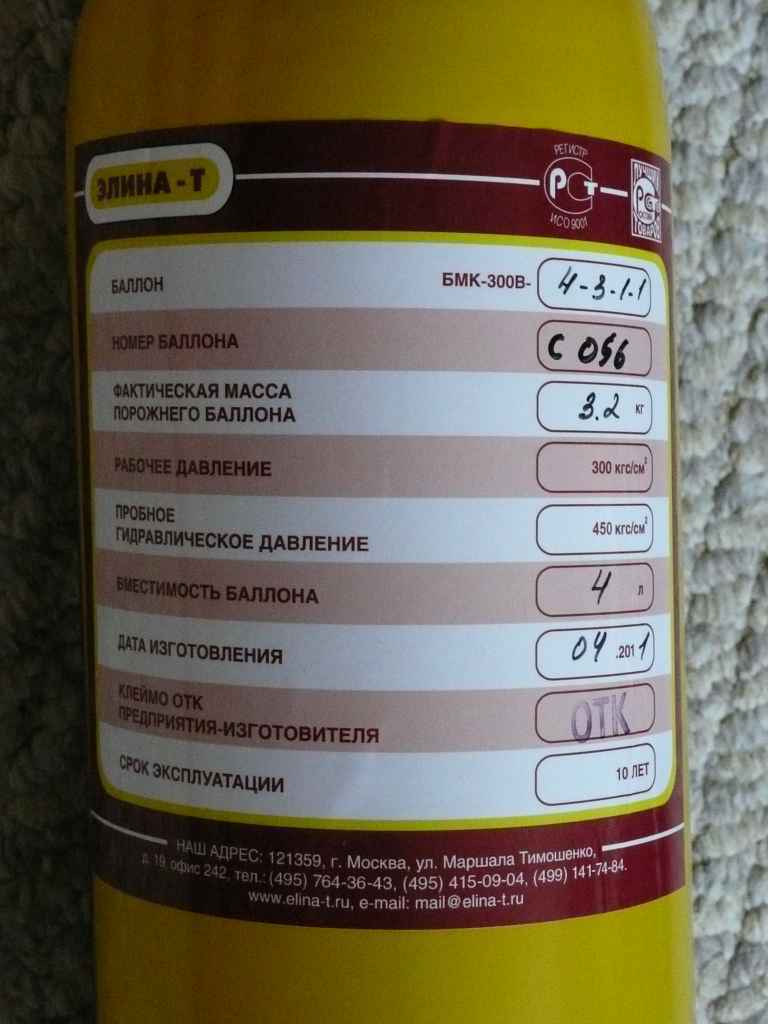 ЭЛИНА - Т
РЕГИСТР
РСТ
ИСО 9001
БАЛЛОН БМК-300В- 4-3-1-1
НОМЕР БАЛЛОНА С 056
ФАКТИЧЕСКАЯ МАССА
ПОРОЖНЕГО БАЛЛОНА 3.2 кг
РАБОЧЕЕ ДАВЛЕНИЕ 300 кгс/см²
ПРОБНОЕ
ГИДРАВЛИЧЕСКОЕ ДАВЛЕНИЕ 450 кгс/см²
ВМЕСТИМОСТЬ БАЛЛОНА 4 л
ДАТА ИЗГОТОВЛЕНИЯ 04 .2011
КЛЕЙМО ОТК
ПРЕДПРИЯТИЯ-ИЗГОТОВИТЕЛЯ ОТК
СРОК ЭКСПЛУАТАЦИИ 10 ЛЕТ
НАШ АДРЕС: 121359, г. Москва, ул. Маршала Тимошенко,
д. 19, офис 242, тел.: (495) 764-36-43, (495) 415-09-04, (499) 141-74-84.
www.elina-t.ru, e-mail: mail@elina-t.ru